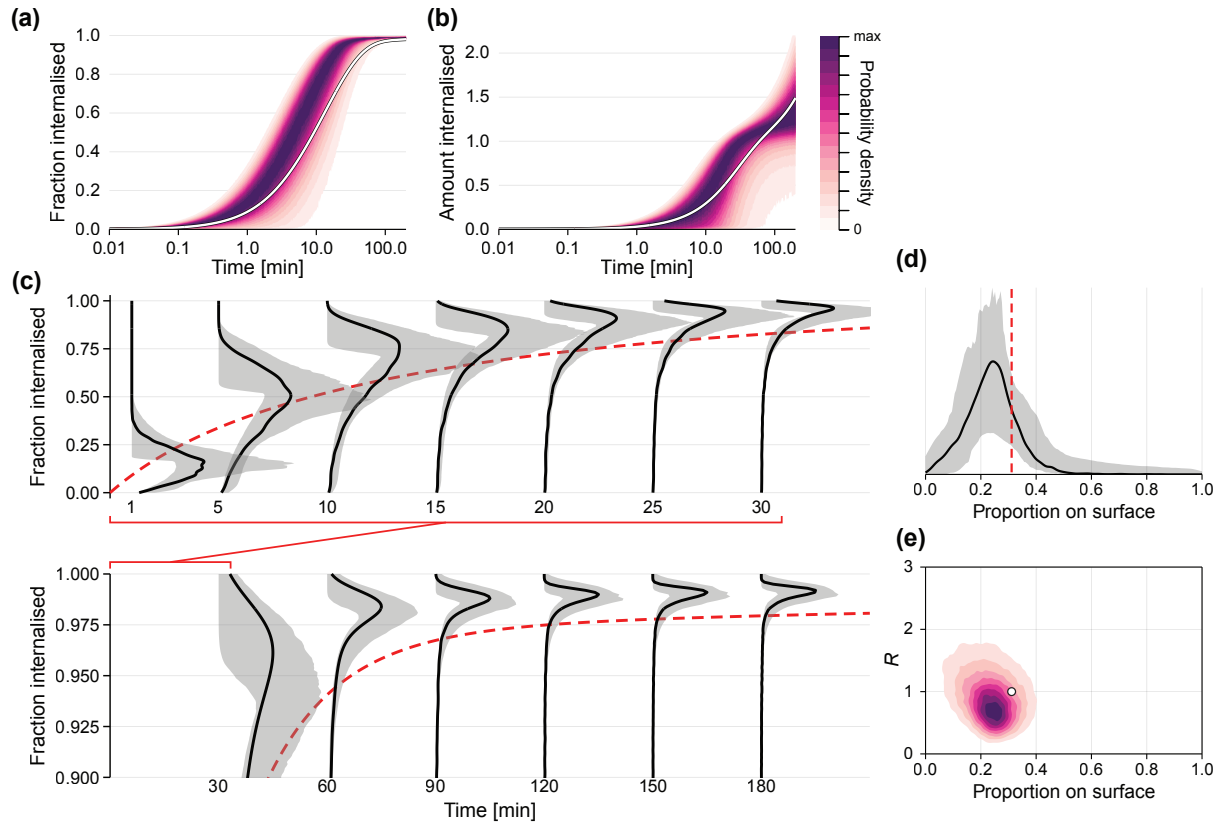 (a)
Fraction internalised
1.0
0.8
0.6
0.4
0.2
0.0
0.01 0.1 1.0 10.0 100.0
Time [min]
(b)
Amount internalised
2.0
1.5
1.0
0.5
0.0
0.01 0.1 1.0 10.0 100.0
Time [min]
max
0
Probability density
(c)
Fraction internalised
1.00
0.75
0.50
0.25
0.00
1 5 10 15 20 25 30
Fraction internalised
1.000
0.975
0.950
0.925
0.900
30 60 90 120 150 180
Time [min]
(d)
0.0 0.2 0.4 0.6 0.8 1.0
Proportion on surface
(e)
R
3
2
1
0
0.0 0.2 0.4 0.6 0.8 1.0
Proportion on surface